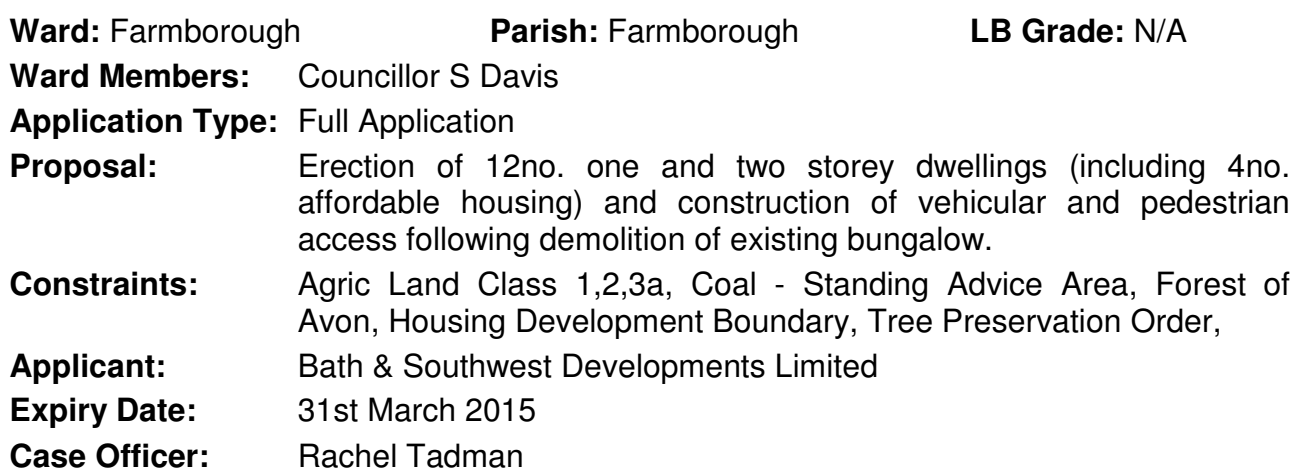 Ward: Farmborough Parish: Farmborough LB Grade: N/A
Ward Members: Councillor S Davis
Application Type: Full Application
Proposal: Erection of 12no. one and two storey dwellings (including 4no.
affordable housing) and construction of vehicular and pedestrian
access following demolition of existing bungalow.
Constraints: Agric Land Class 1,2,3a, Coal - Standing Advice Area, Forest of
Avon, Housing Development Boundary, Tree Preservation Order,
Applicant: Bath & Southwest Developments Limited
Expiry Date: 31st March 2015
Case Officer: Rachel Tadman